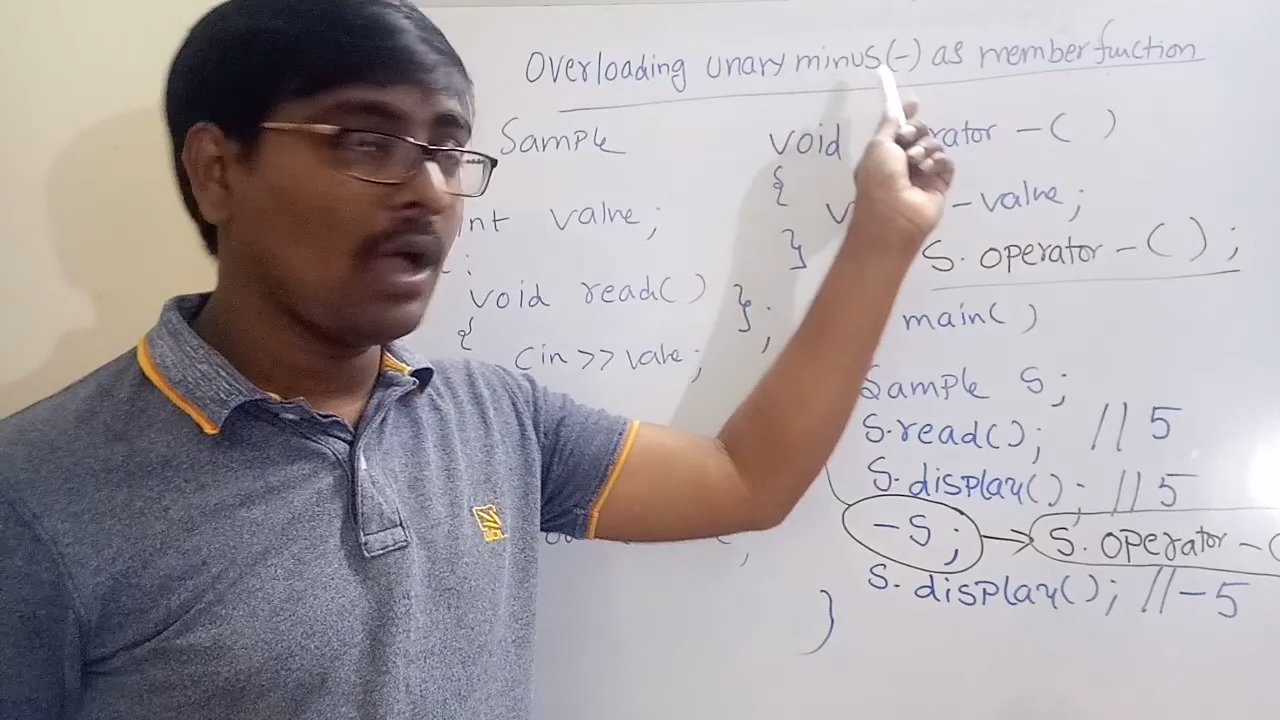 Overloading unary minus(-) as member function
Sample
int value;
void read() };
{
cin>>value;
void -()
{
-value;
}
S. operator -();
main()
Sample S;
S.read(); //5
S.display(); //5
-S; → S. operator -(
S.display(); //-5
}